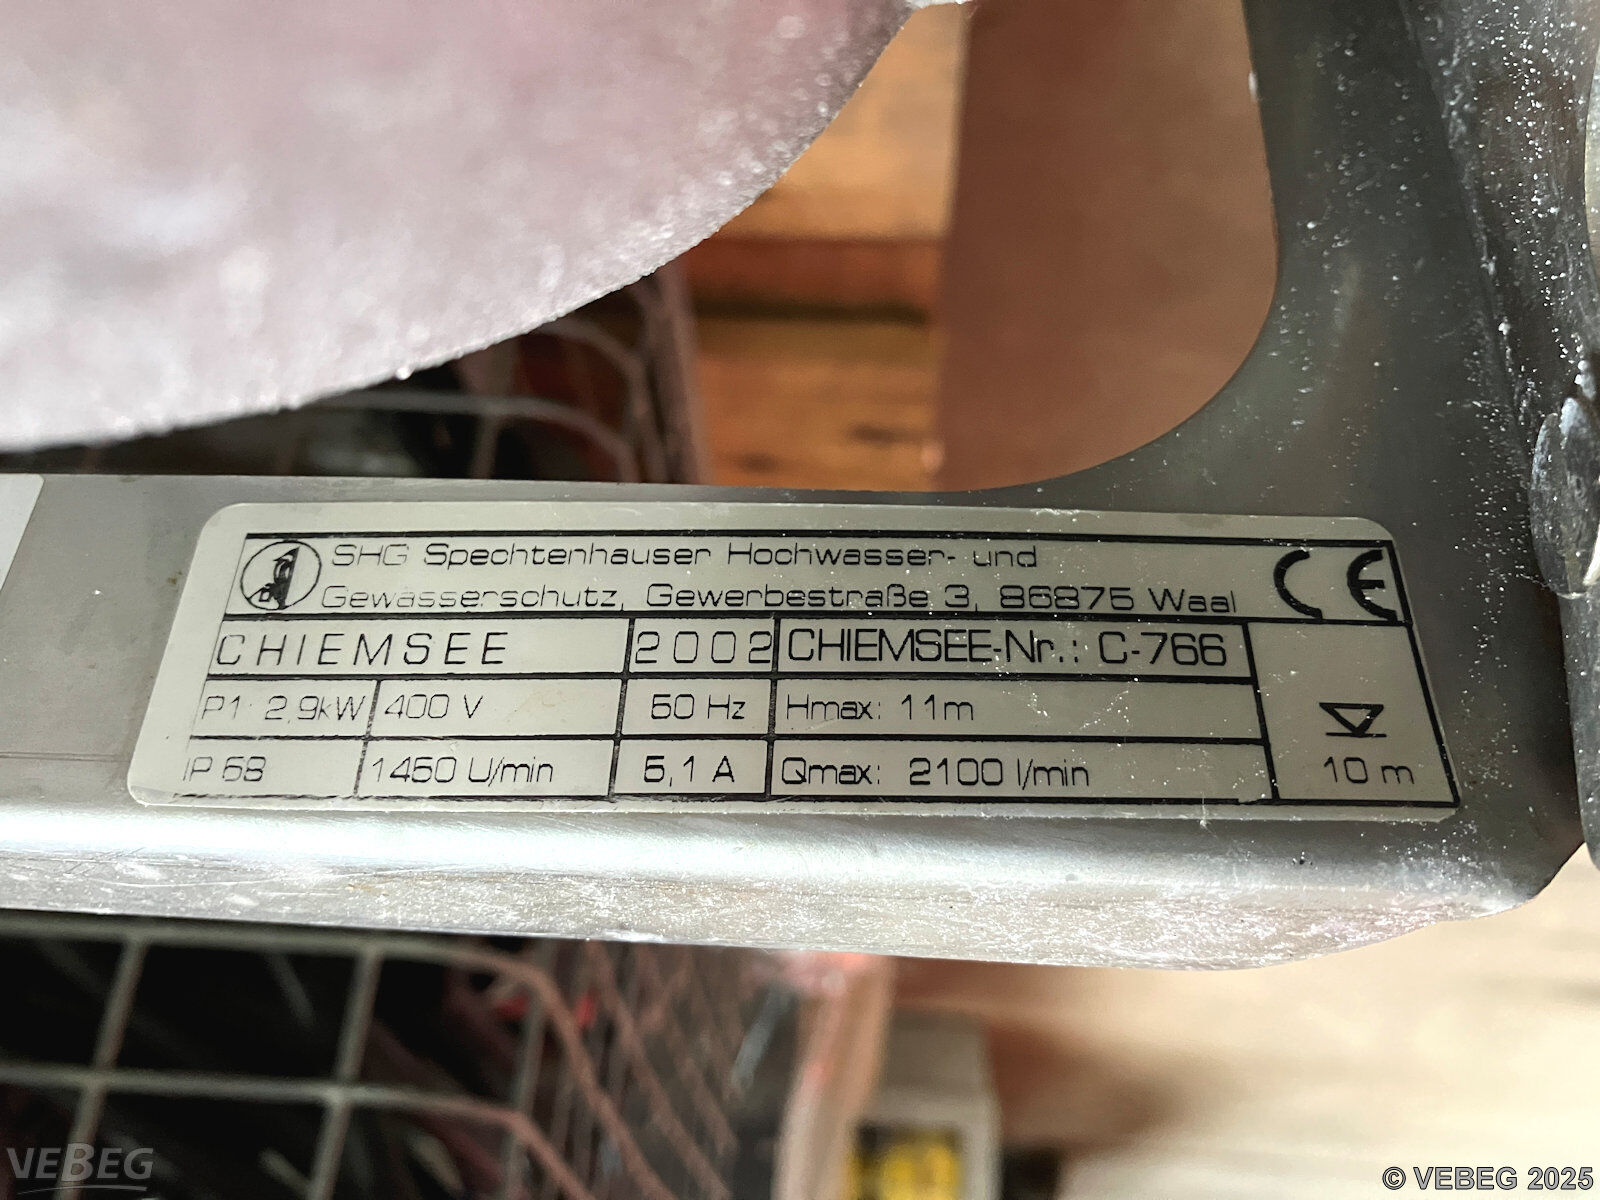 SHG Spechtenhauser Hochwasser- und
Gewässerschutz, Gewerbestraße 3, 86875 Waal
CE
CHIEMSEE 2002 CHIEMSEE-Nr.: C-766
P1: 2,9kW 400 V 50 Hz Hmax: 11m
IP 68 1450 U/min 5,1 A Qmax: 2100 l/min 10 m
VEBEG
© VEBEG 2025